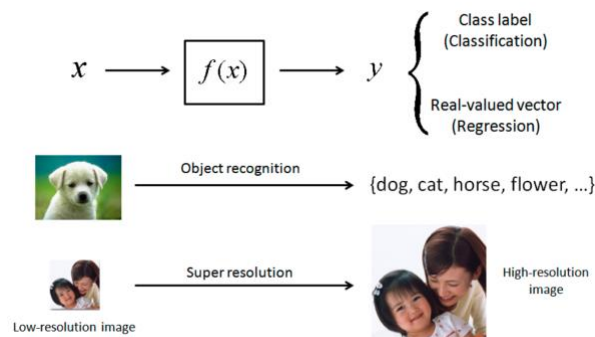 Class label
(Classification)
x
f(x)
y
Real-valued vector
(Regression)
Object recognition
{dog, cat, horse, flower, ...}
Super resolution
High-resolution
image
Low-resolution image